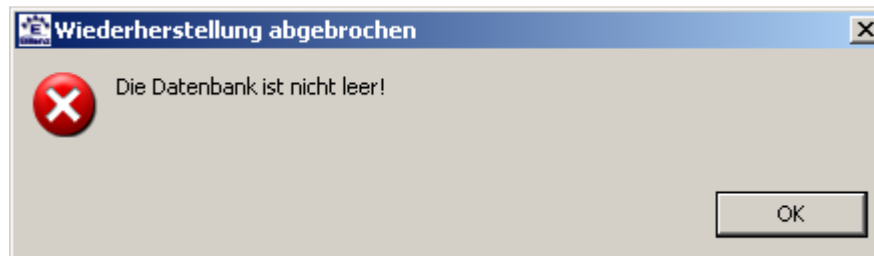 Wiederherstellung abgebrochen
Die Datenbank ist nicht leer!
OK